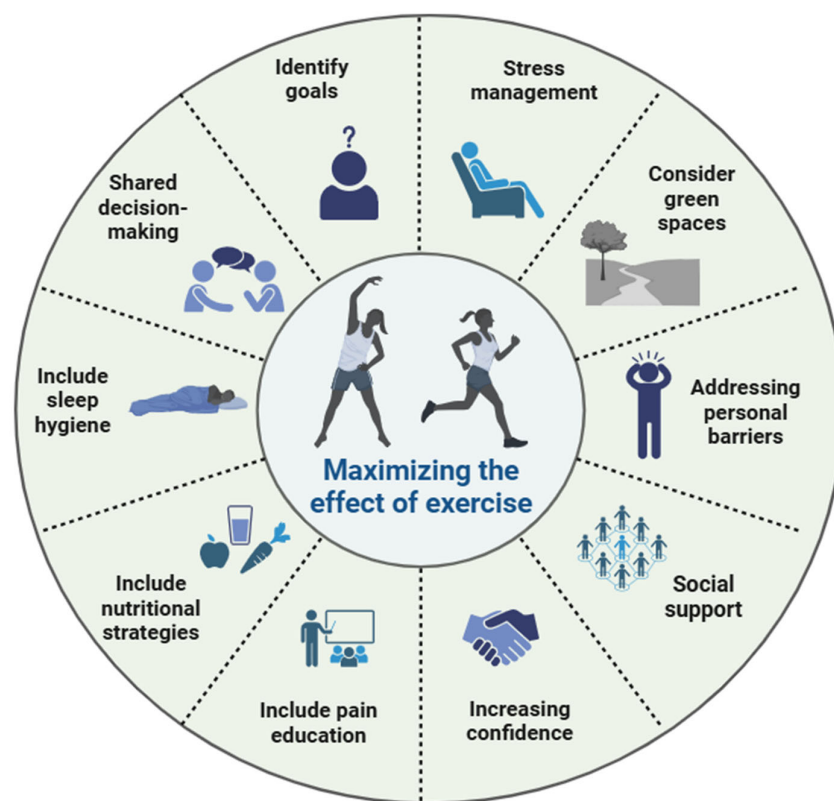 Identify
goals
Stress
management
Consider
green
spaces
Addressing
personal
barriers
Social
support
Increasing
confidence
Include pain
education
Include
nutritional
strategies
Include
sleep
hygiene
Shared
decision-
making
?
Maximizing the
effect of exercise